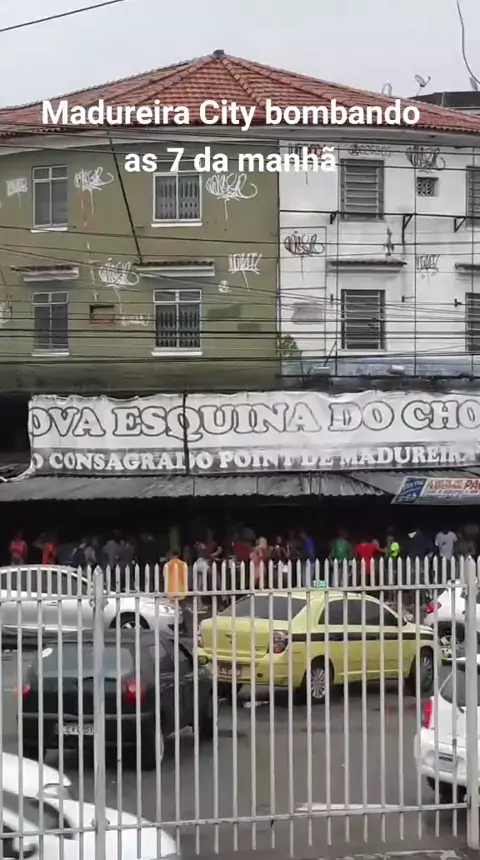 Madureira City bombando
as 7 da manhã
OVA ESQUINA DO CHO
O CONSAGRADO POINT DE MADUREIRA